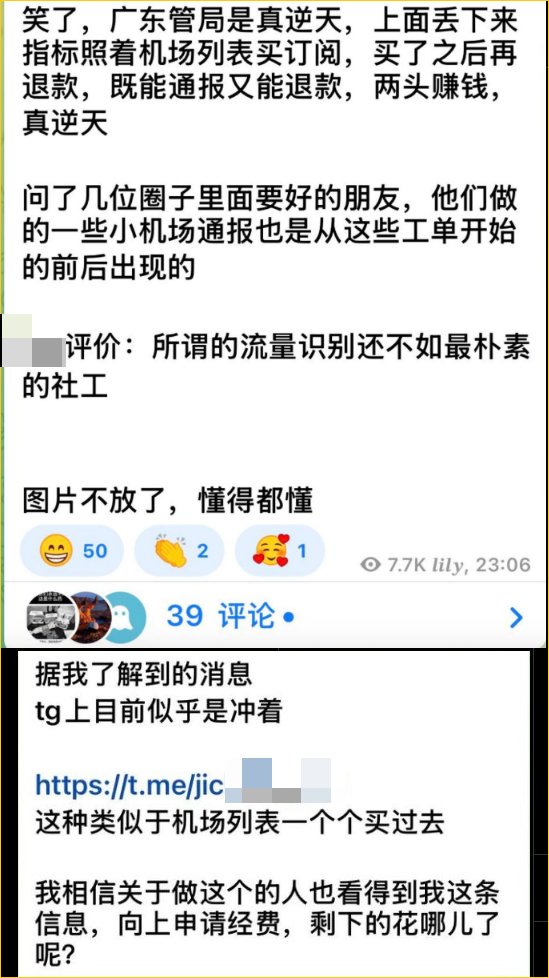 笑了，广东管局是真逆天，上面丢下来
指标照着机场列表买订阅，买了之后再
退款，既能通报又能退款，两头赚钱，
真逆天
问了几位圈子里面要好的朋友，他们做
的一些小机场通报也是从这些工单开始
的前后出现的
评价：所谓的流量识别还不如最朴素
的社工
图片不放了，懂得都懂
50 2 1
7.7K lily, 23:06
39 评论
据我了解到的消息
tg上目前似乎是冲着
https://t.me/jic
这种类似于机场列表一个个买过去
我相信关于做这个的人也看得到我这条
信息，向上申请经费，剩下的花哪儿了
呢？